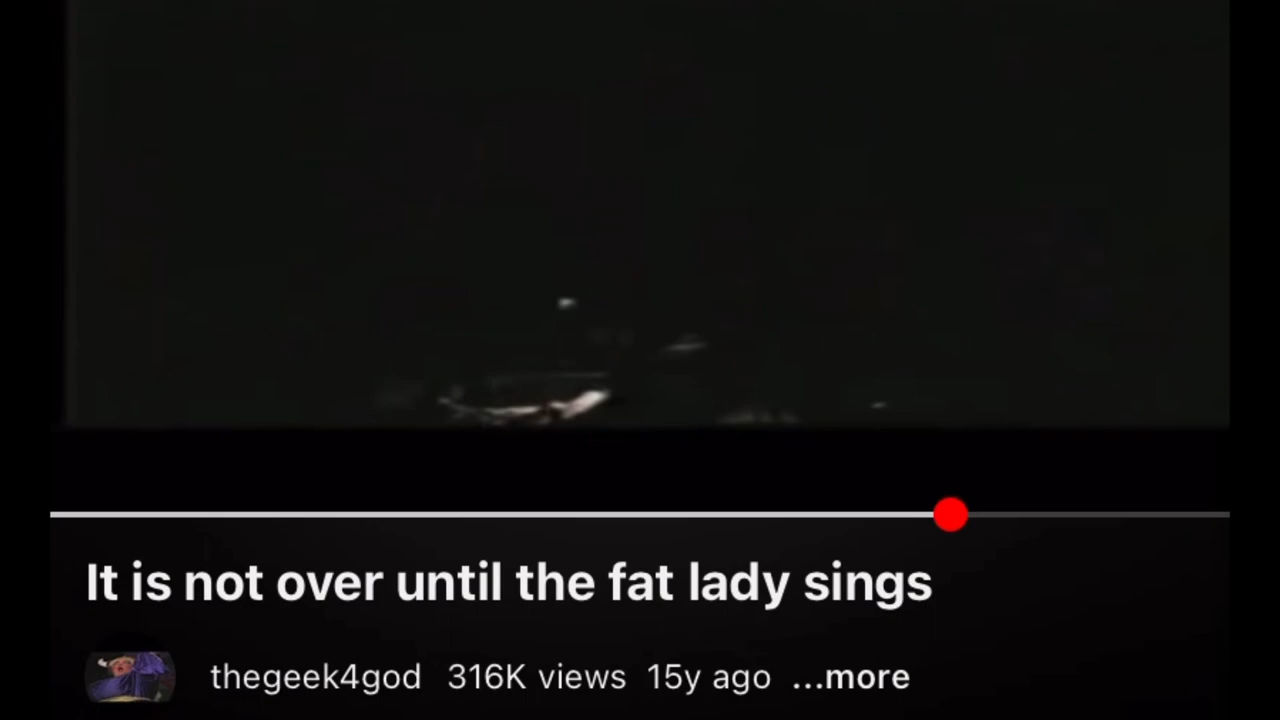 It is not over until the fat lady sings
thegeek4god 316K views 15y ago ...more